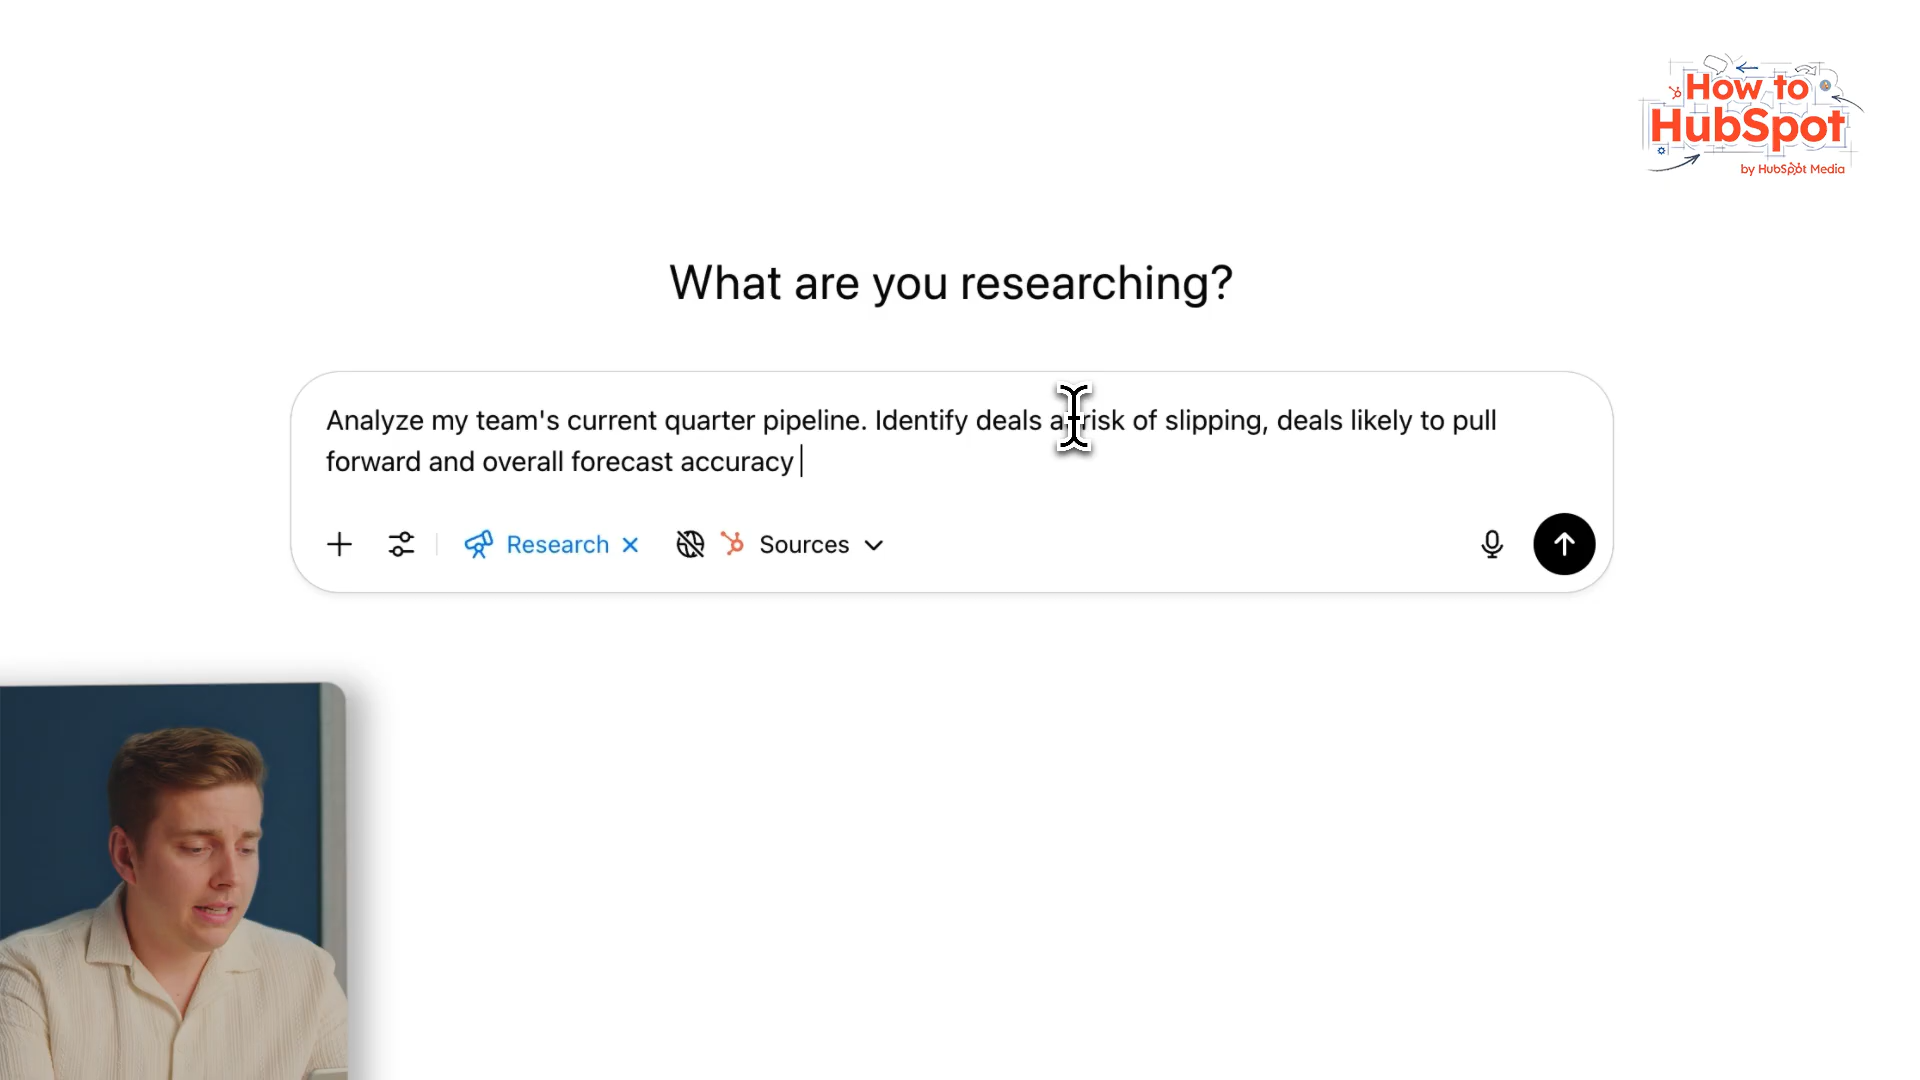 How to
HubSpot
by HubSpot Media
What are you researching?
Analyze my team's current quarter pipeline. Identify deals at risk of slipping, deals likely to pull
forward and overall forecast accuracy
Research
Sources